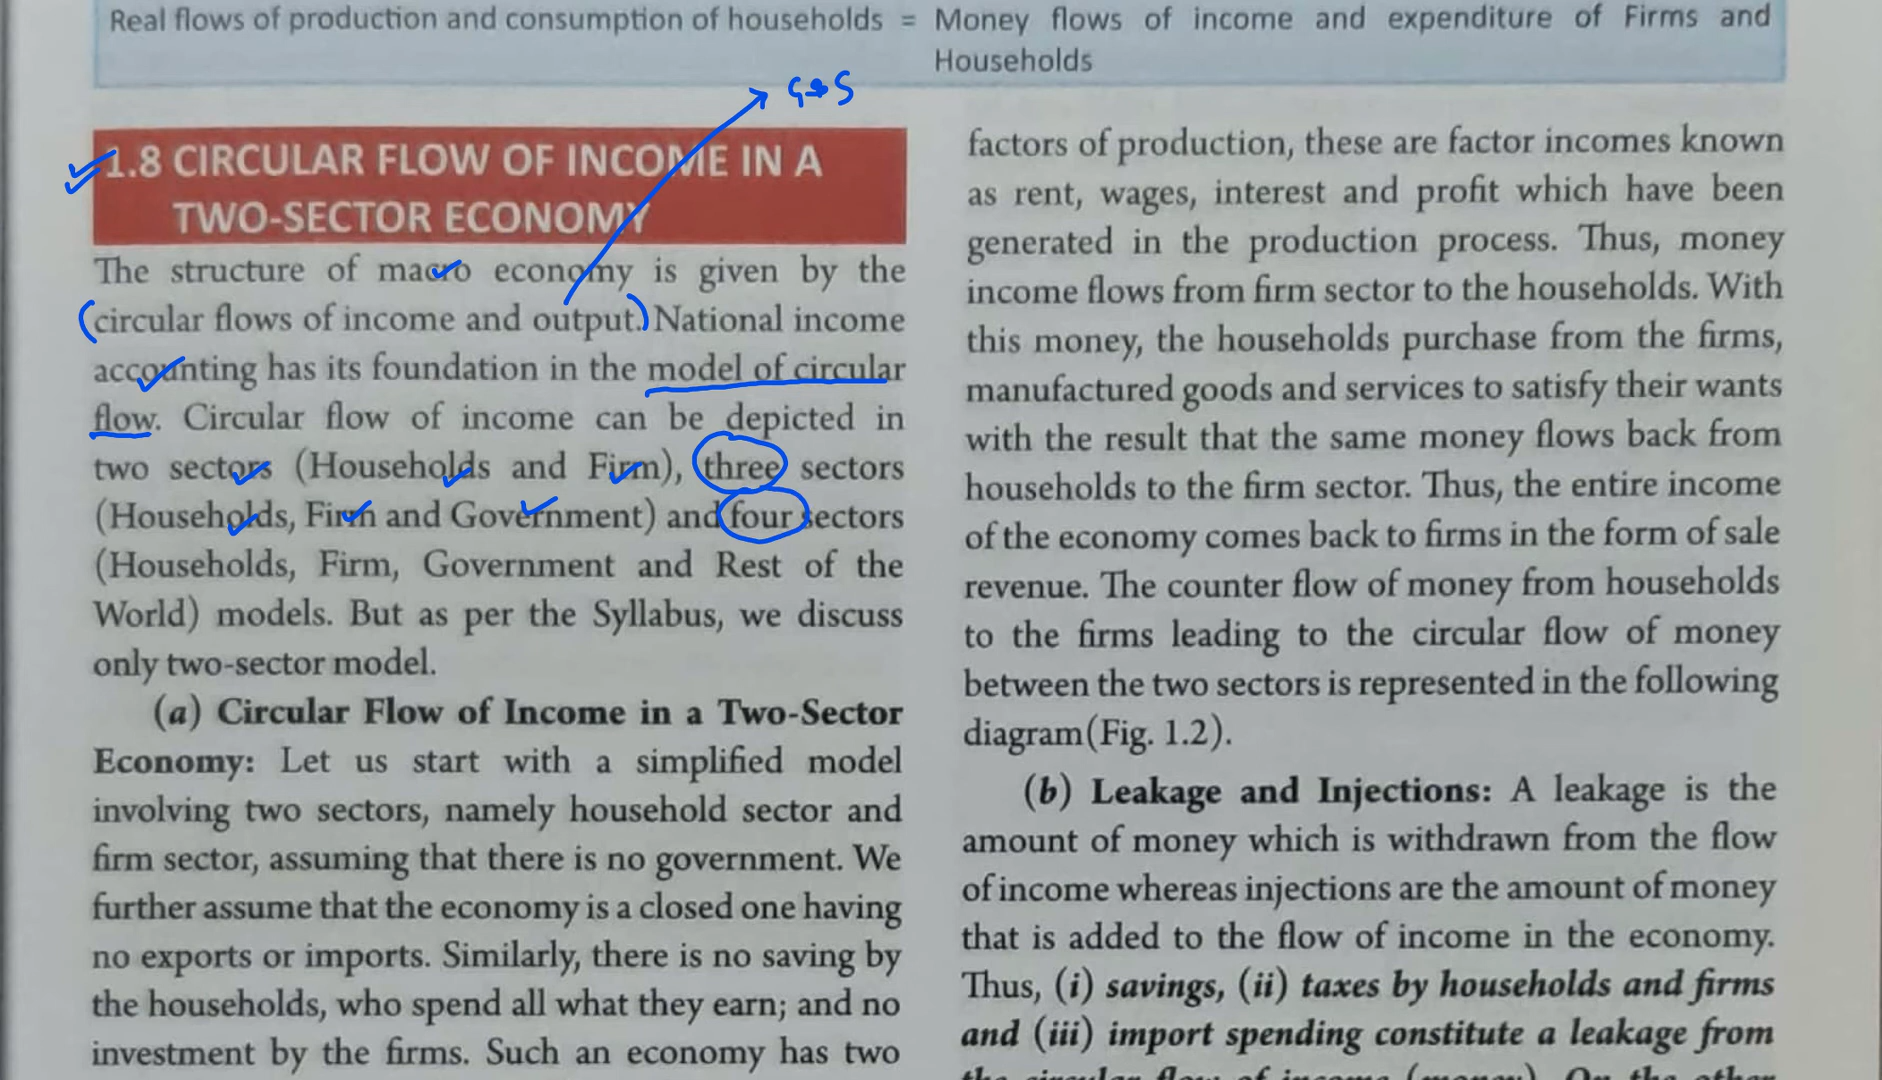 Real flows of production and consumption of households = Money flows of income and expenditure of Firms and
Households
G→S
1.8 CIRCULAR FLOW OF INCOME IN A
TWO-SECTOR ECONOMY
The structure of macro economy is given by the
circular flows of income and output. National income
accounting has its foundation in the model of circular
flow. Circular flow of income can be depicted in
two sectors (Households and Firm), three sectors
(Households, Firm and Government) and four sectors
(Households, Firm, Government and Rest of the
World) models. But as per the Syllabus, we discuss
only two-sector model.
(a) Circular Flow of Income in a Two-Sector
Economy: Let us start with a simplified model
involving two sectors, namely household sector and
firm sector, assuming that there is no government. We
further assume that the economy is a closed one having
no exports or imports. Similarly, there is no saving by
the households, who spend all what they earn; and no
investment by the firms. Such an economy has two
factors of production, these are factor incomes known
as rent, wages, interest and profit which have been
generated in the production process. Thus, money
income flows from firm sector to the households. With
this money, the households purchase from the firms,
manufactured goods and services to satisfy their wants
with the result that the same money flows back from
households to the firm sector. Thus, the entire income
of the economy comes back to firms in the form of sale
revenue. The counter flow of money from households
to the firms leading to the circular flow of money
between the two sectors is represented in the following
diagram(Fig. 1.2).
(b) Leakage and Injections: A leakage is the
amount of money which is withdrawn from the flow
of income whereas injections are the amount of money
that is added to the flow of income in the economy.
Thus, (i) savings, (ii) taxes by households and firms
and (iii) import spending constitute a leakage from
the circular flow of income (money). On the other